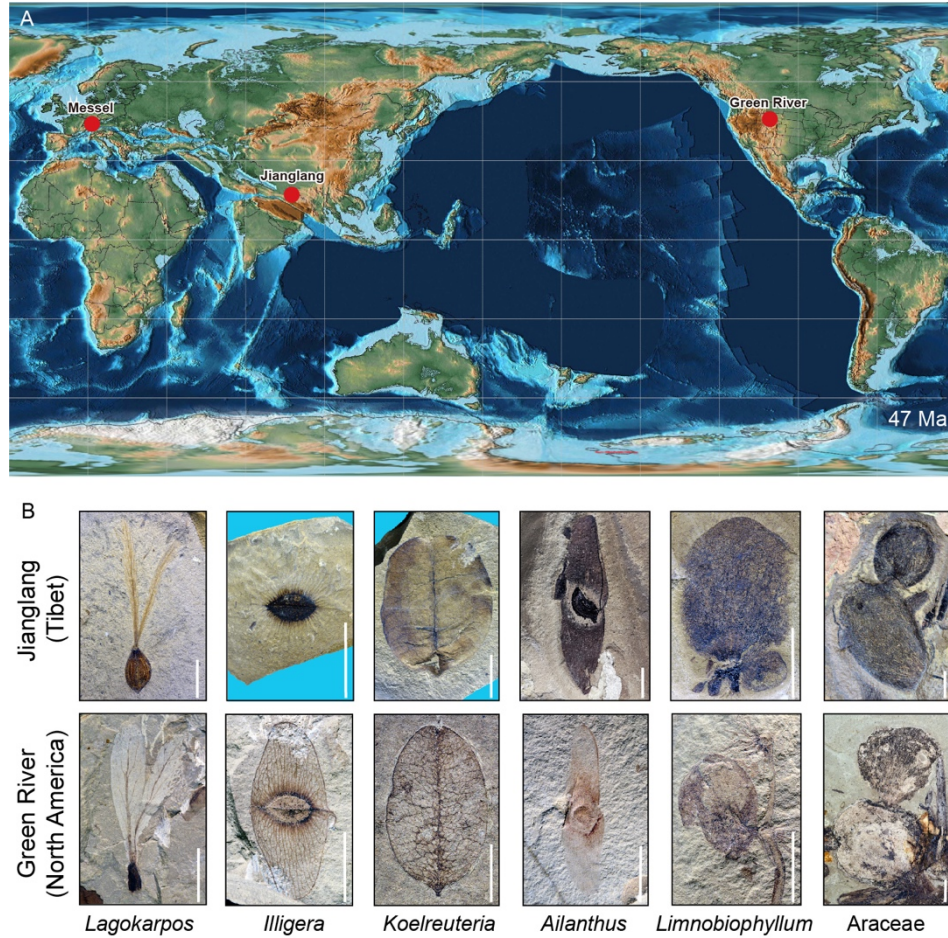 A
Messel
Green River
Jianglang
47 Ma
B
Jianglang
(Tibet)
Green River
(North America)
Lagokarpos
Illigera
Koelreuteria
Ailanthus
Limnobiophyllum
Araceae